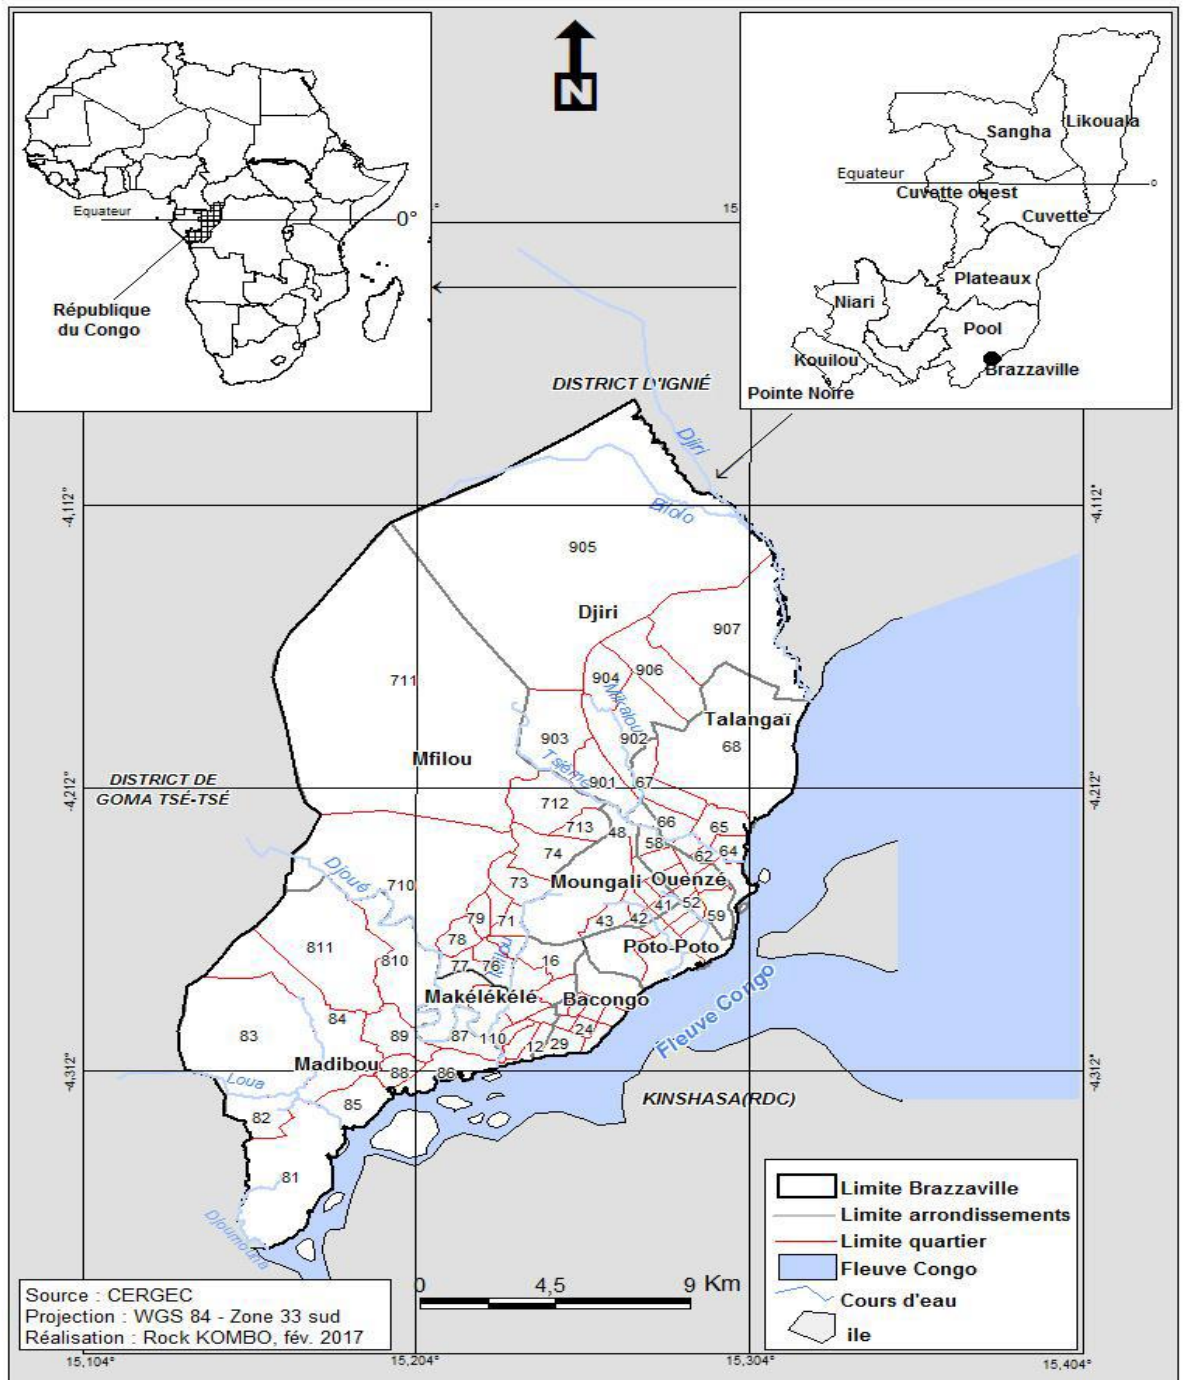 N
Equateur
0°
République
du Congo
Sangha
Likouala
Equateur
0
Cuvette ouest
Cuvette
Plateaux
Niari
Pool
Kouilou
Brazzaville
Pointe Noire
15
DISTRICT D'IGNIÉ
Djiri
-4,112°
-4,112°
905
Djiri
907
906
904
711
Talangaï
68
903
902
Mfilou
Tsiémé
901
67
DISTRICT DE
GOMA TSÉ-TSÉ
-4,212°
-4,212°
712
713
48
66
65
58
62
64
74
Djoué
710
73
Moungali
Ouenzé
79
71
41
52
59
43
42
78
811
810
Poto-Poto
77
76
16
Makélékélé
Bacongo
Fleuve Congo
83
84
89
87
110
12
29
24
Madibou
88
86
-4,312°
-4,312°
Loua
82
85
KINSHASA(RDC)
81
Djoumouna
Limite Brazzaville
Limite arrondissements
Limite quartier
Fleuve Congo
Cours d'eau
ile
0 4,5 9 Km
Source : CERGEC
Projection : WGS 84 - Zone 33 sud
Réalisation : Rock KOMBO, fév. 2017
15,104°
15,204°
15,304°
15,404°